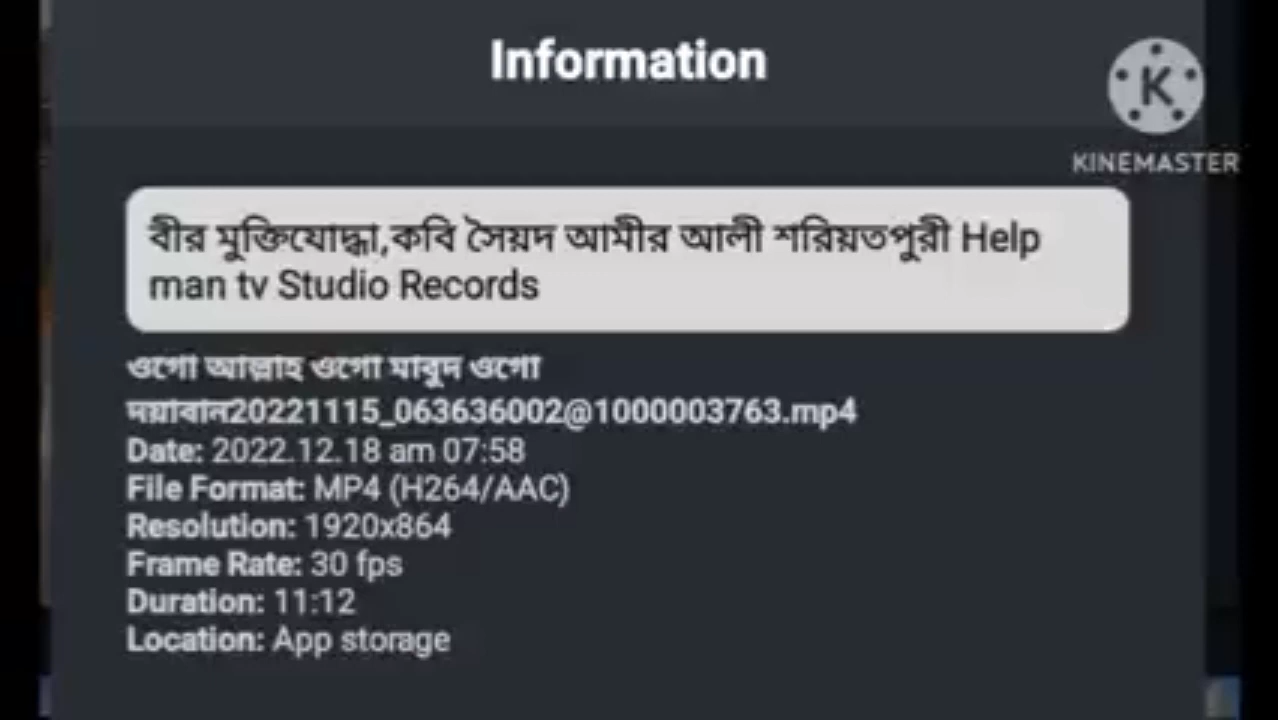 Information
KINEMASTER
বীর মুক্তিযোদ্ধা,কবি সৈয়দ আমীর আলী শরিয়তপুরী Help
man tv Studio Records
ওগো আল্লাহ ওগো মাবুদ ওগো
দয়াবান20221115_063636002@1000003763.mp4
Date: 2022.12.18 am 07:58
File Format: MP4 (H264/AAC)
Resolution: 1920x864
Frame Rate: 30 fps
Duration: 11:12
Location: App storage